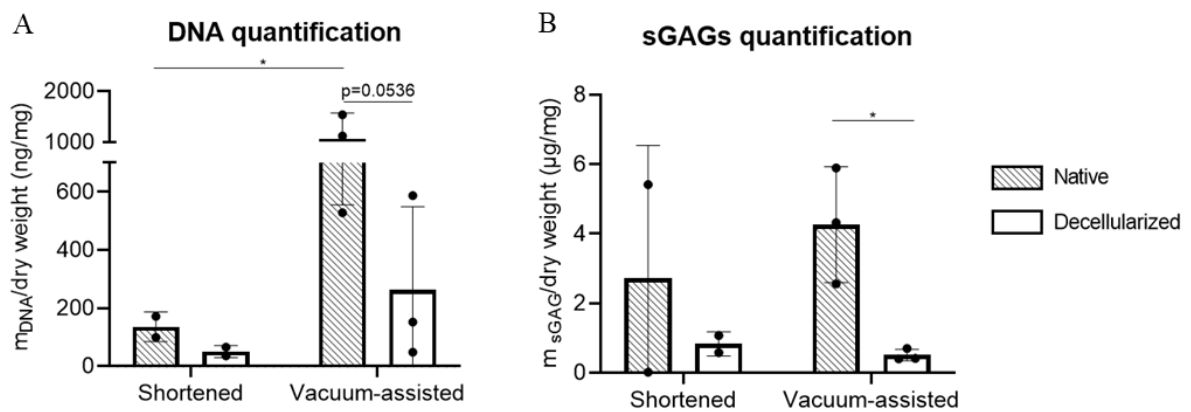 A
DNA quantification
*
p=0.0536
2000
1000
600
400
200
0
mDNA/dry weight (ng/mg)
Shortened
Vacuum-assisted
B
sGAGs quantification
*
8
6
4
2
0
m sGAG/dry weight (µg/mg)
Shortened
Vacuum-assisted
Native
Decellularized